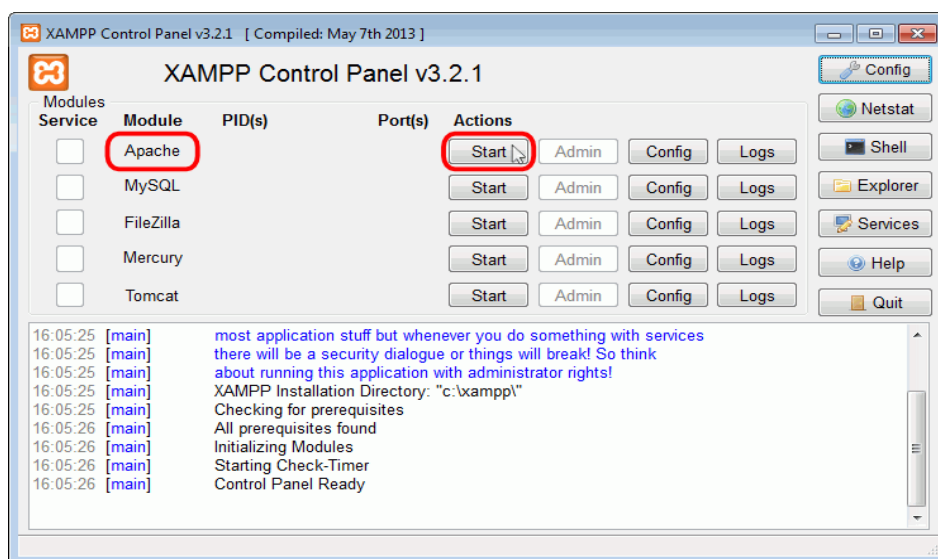 XAMPP Control Panel v3.2.1 [ Compiled: May 7th 2013 ]
XAMPP Control Panel v3.2.1
Config
Netstat
Shell
Explorer
Services
Help
Quit
Modules
Service Module PID(s) Port(s) Actions
Apache Start Admin Config Logs
MySQL Start Admin Config Logs
FileZilla Start Admin Config Logs
Mercury Start Admin Config Logs
Tomcat Start Admin Config Logs
16:05:25 [main] most application stuff but whenever you do something with services
16:05:25 [main] there will be a security dialogue or things will break! So think
16:05:25 [main] about running this application with administrator rights!
16:05:25 [main] XAMPP Installation Directory: "c:\xampp\"
16:05:25 [main] Checking for prerequisites
16:05:26 [main] All prerequisites found
16:05:26 [main] Initializing Modules
16:05:26 [main] Starting Check-Timer
16:05:26 [main] Control Panel Ready